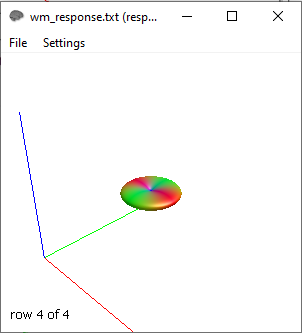 wm_response.txt (resp...
File Settings
row 4 of 4